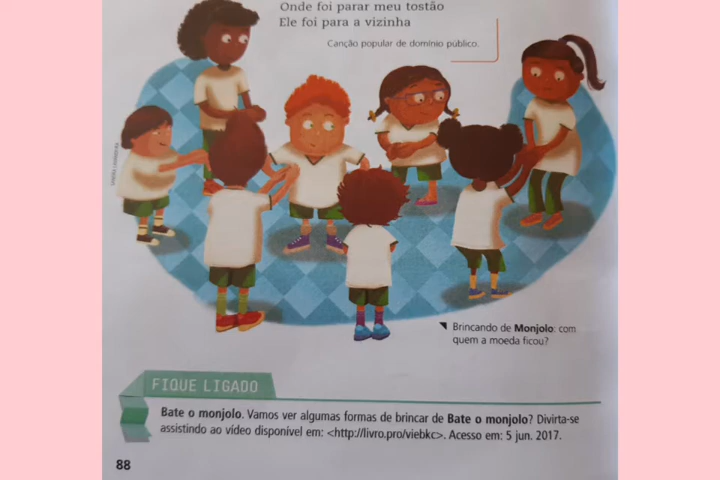 Onde foi parar meu tostão
Ele foi para a vizinha
Canção popular de domínio público.
Brincando de Monjolo: com
quem a moeda ficou?
FIQUE LIGADO
Bate o monjolo. Vamos ver algumas formas de brincar de Bate o monjolo? Divirta-se
assistindo ao vídeo disponível em: <http://livro.pro/viebkc>. Acesso em: 5 jun. 2017.
88